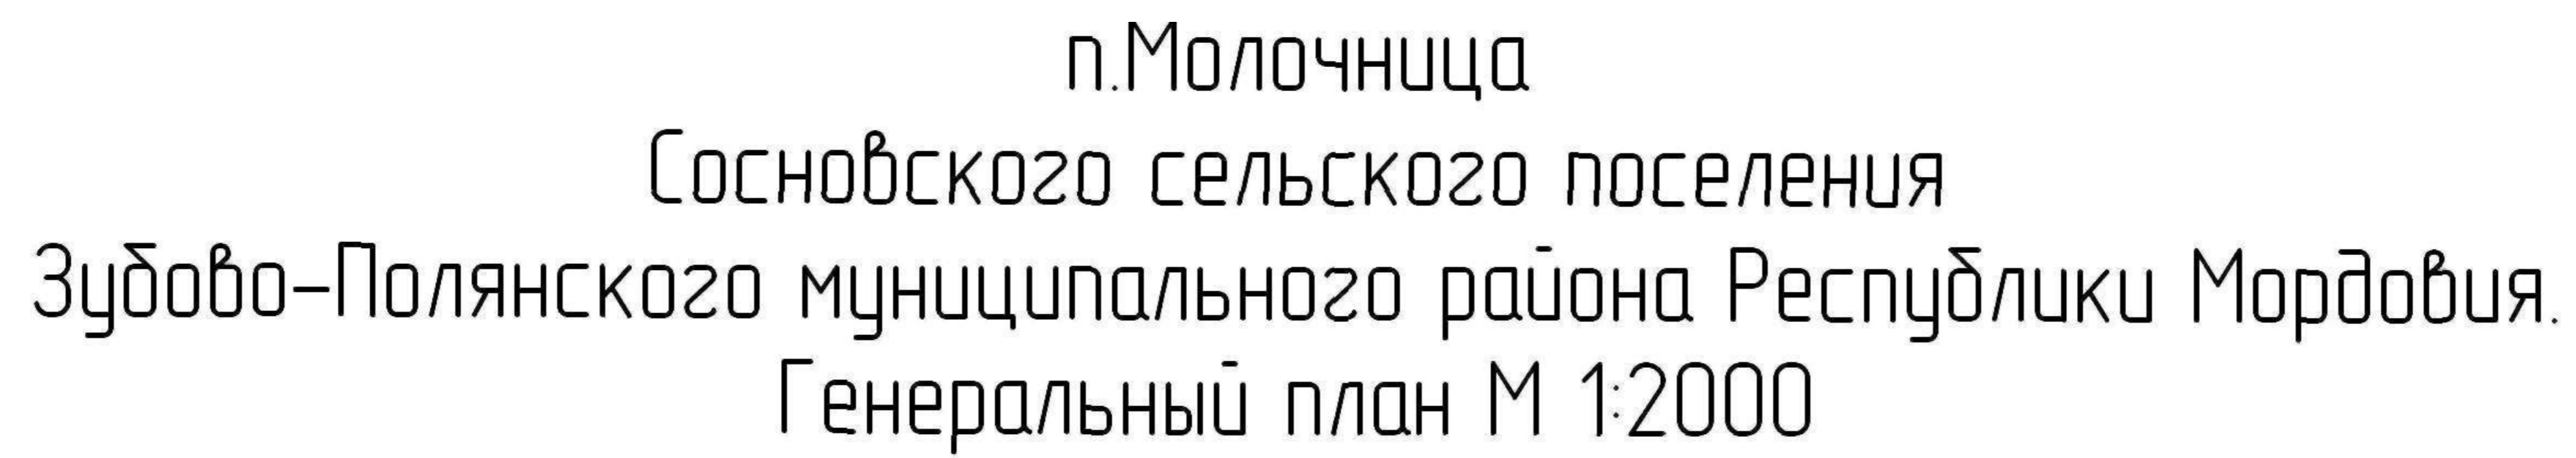 п.Молочница
Сосновского сельского поселения
Зубово-Полянского муниципального района Республики Мордовия.
Генеральный план М 1:2000